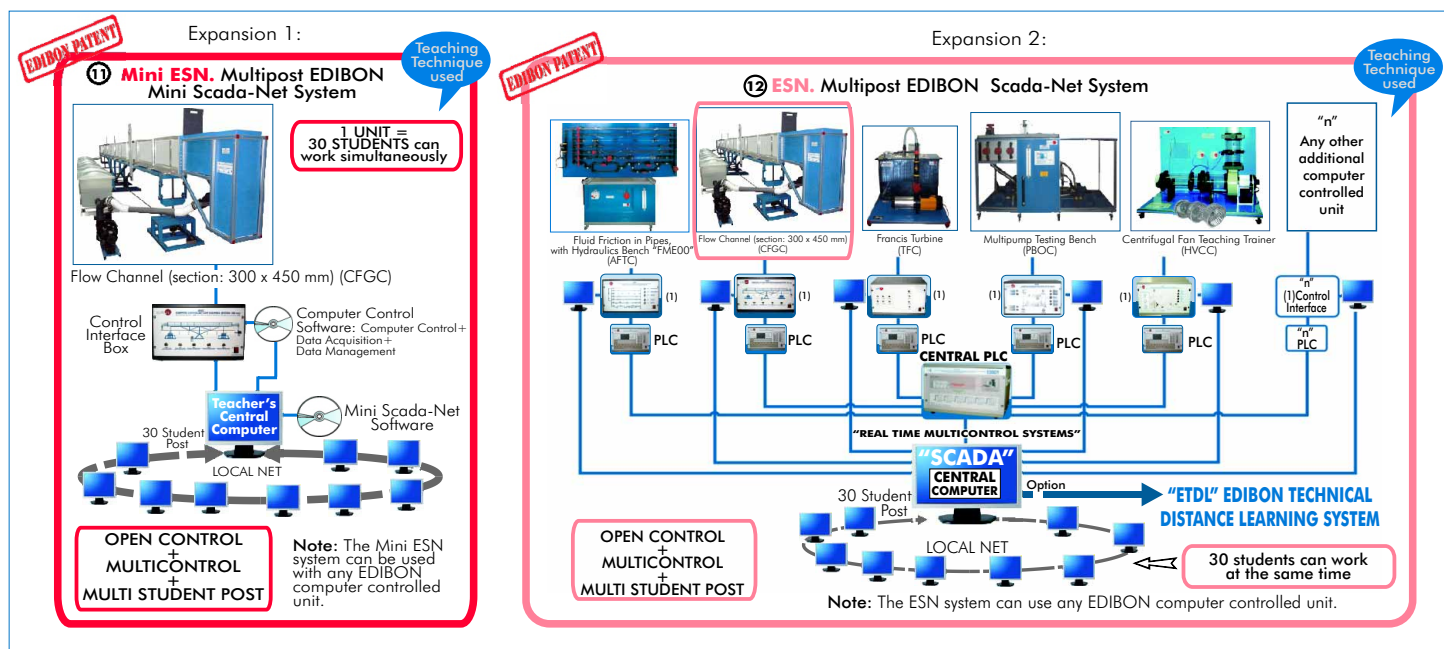 Expansion 1:
EDIBON PATENT
Teaching
Technique
used
11 Mini ESN. Multipost EDIBON
Mini Scada-Net System
1 UNIT =
30 STUDENTS can
work simultaneously
Flow Channel (section: 300 x 450 mm) (CFGC)
Control
Interface
Box
Computer Control
Software: Computer Control+
Data Acquisition+
Data Management
Teacher's
Central
Computer
Mini Scada-Net
Software
30 Student
Post
LOCAL NET
OPEN CONTROL
+
MULTICONTROL
+
MULTI STUDENT POST
Note: The Mini ESN
system can be used
with any EDIBON
computer controlled
unit.
Expansion 2:
EDIBON PATENT
Teaching
Technique
used
12 ESN. Multipost EDIBON Scada-Net System
Fluid Friction in Pipes,
with Hydraulics Bench "FME00"
(AFTC)
Flow Channel (section: 300 x 450 mm)
(CFGC)
Francis Turbine
(TFC)
Multipump Testing Bench
(PBOC)
Centrifugal Fan Teaching Trainer
(HVCC)
"n"
Any other
additional
computer
controlled
unit
(1)
(1)
(1)
(1)
(1)
"n"
(1)Control
Interface
PLC
PLC
PLC
PLC
PLC
"n"
PLC
CENTRAL PLC
"REAL TIME MULTICONTROL SYSTEMS"
"SCADA"
CENTRAL
COMPUTER
Option
"ETDL" EDIBON TECHNICAL
DISTANCE LEARNING SYSTEM
30 Student
Post
LOCAL NET
OPEN CONTROL
+
MULTICONTROL
+
MULTI STUDENT POST
30 students can work
at the same time
Note: The ESN system can use any EDIBON computer controlled unit.